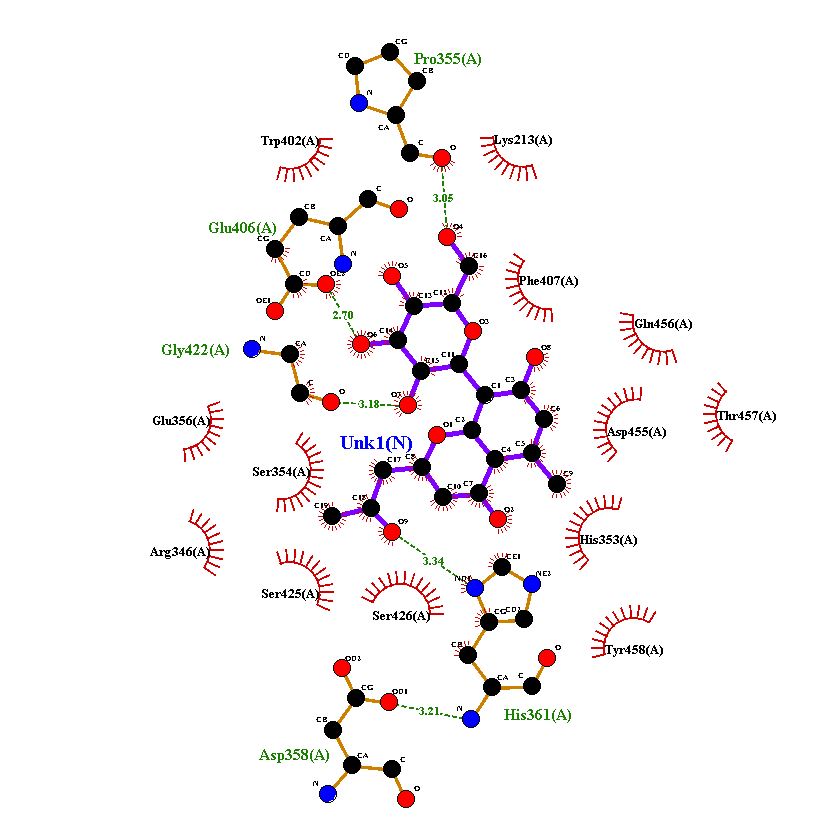 CG
CD
Pro355(A)
CB
N
CA
C
O
Trp402(A)
Lys213(A)
3.05
C
O
CB
Glu406(A)
CA
O4
CG
N
C16
O5
CD
OE2
Phe407(A)
OE1
C13
C12
2.70
Gln456(A)
O3
N
C14
O6
Gly422(A)
CA
O8
C15
C11
C
O
C1
C3
3.18
O7
Thr457(A)
Glu356(A)
C6
O1
C2
Asp455(A)
Unk1(N)
C17
C8
C4
C5
Ser354(A)
C10
C7
C9
C18
C19
O9
O2
Arg346(A)
His353(A)
3.34
CE1
ND1
NE2
Ser425(A)
Ser426(A)
CG
CD2
CB
Tyr458(A)
O
OD2
CG
CA
C
OD1
3.21
N
His361(A)
CB
Asp358(A)
CA
C
N
O